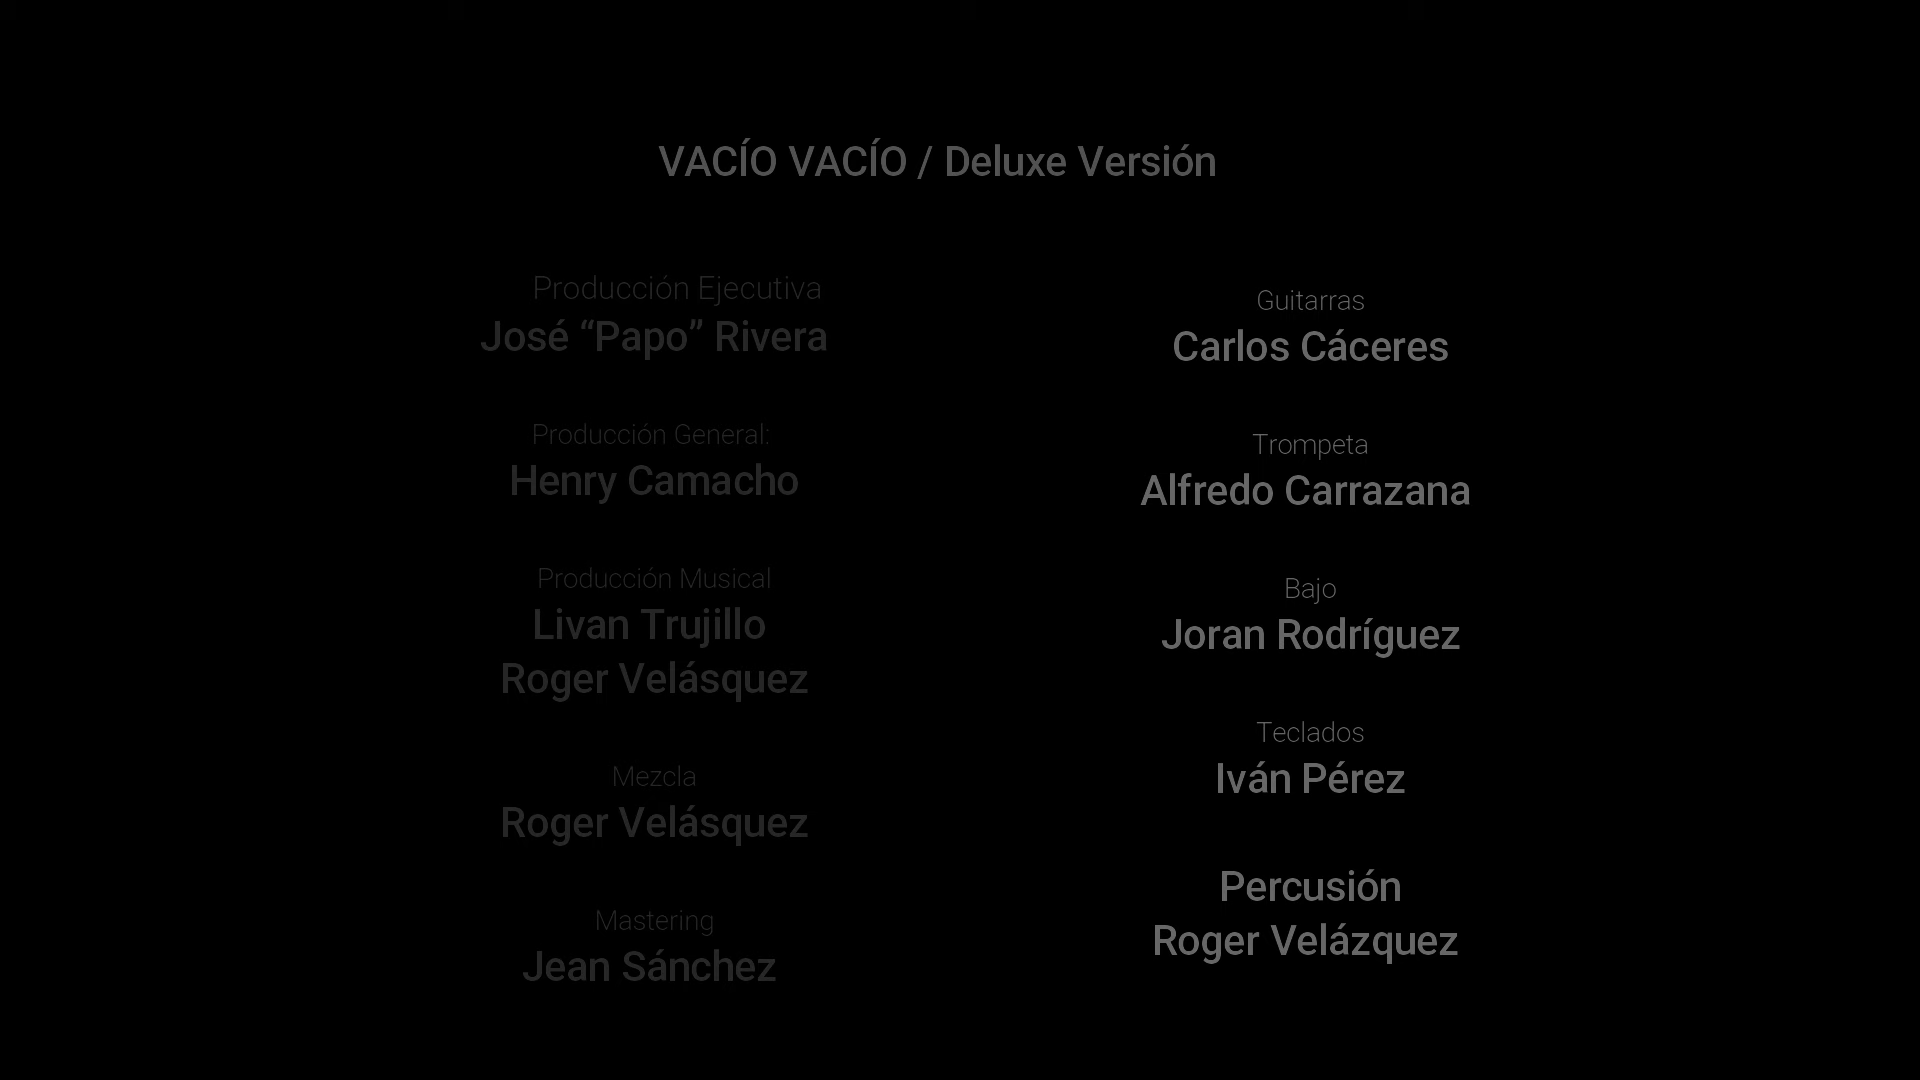 VACÍO VACÍO / Deluxe Versión
Producción Ejecutiva
José “Papo” Rivera
Producción General:
Henry Camacho
Producción Musical
Livan Trujillo
Roger Velásquez
Mezcla
Roger Velásquez
Mastering
Jean Sánchez
Guitarras
Carlos Cáceres
Trompeta
Alfredo Carrazana
Bajo
Joran Rodríguez
Teclados
Iván Pérez
Percusión
Roger Velázquez